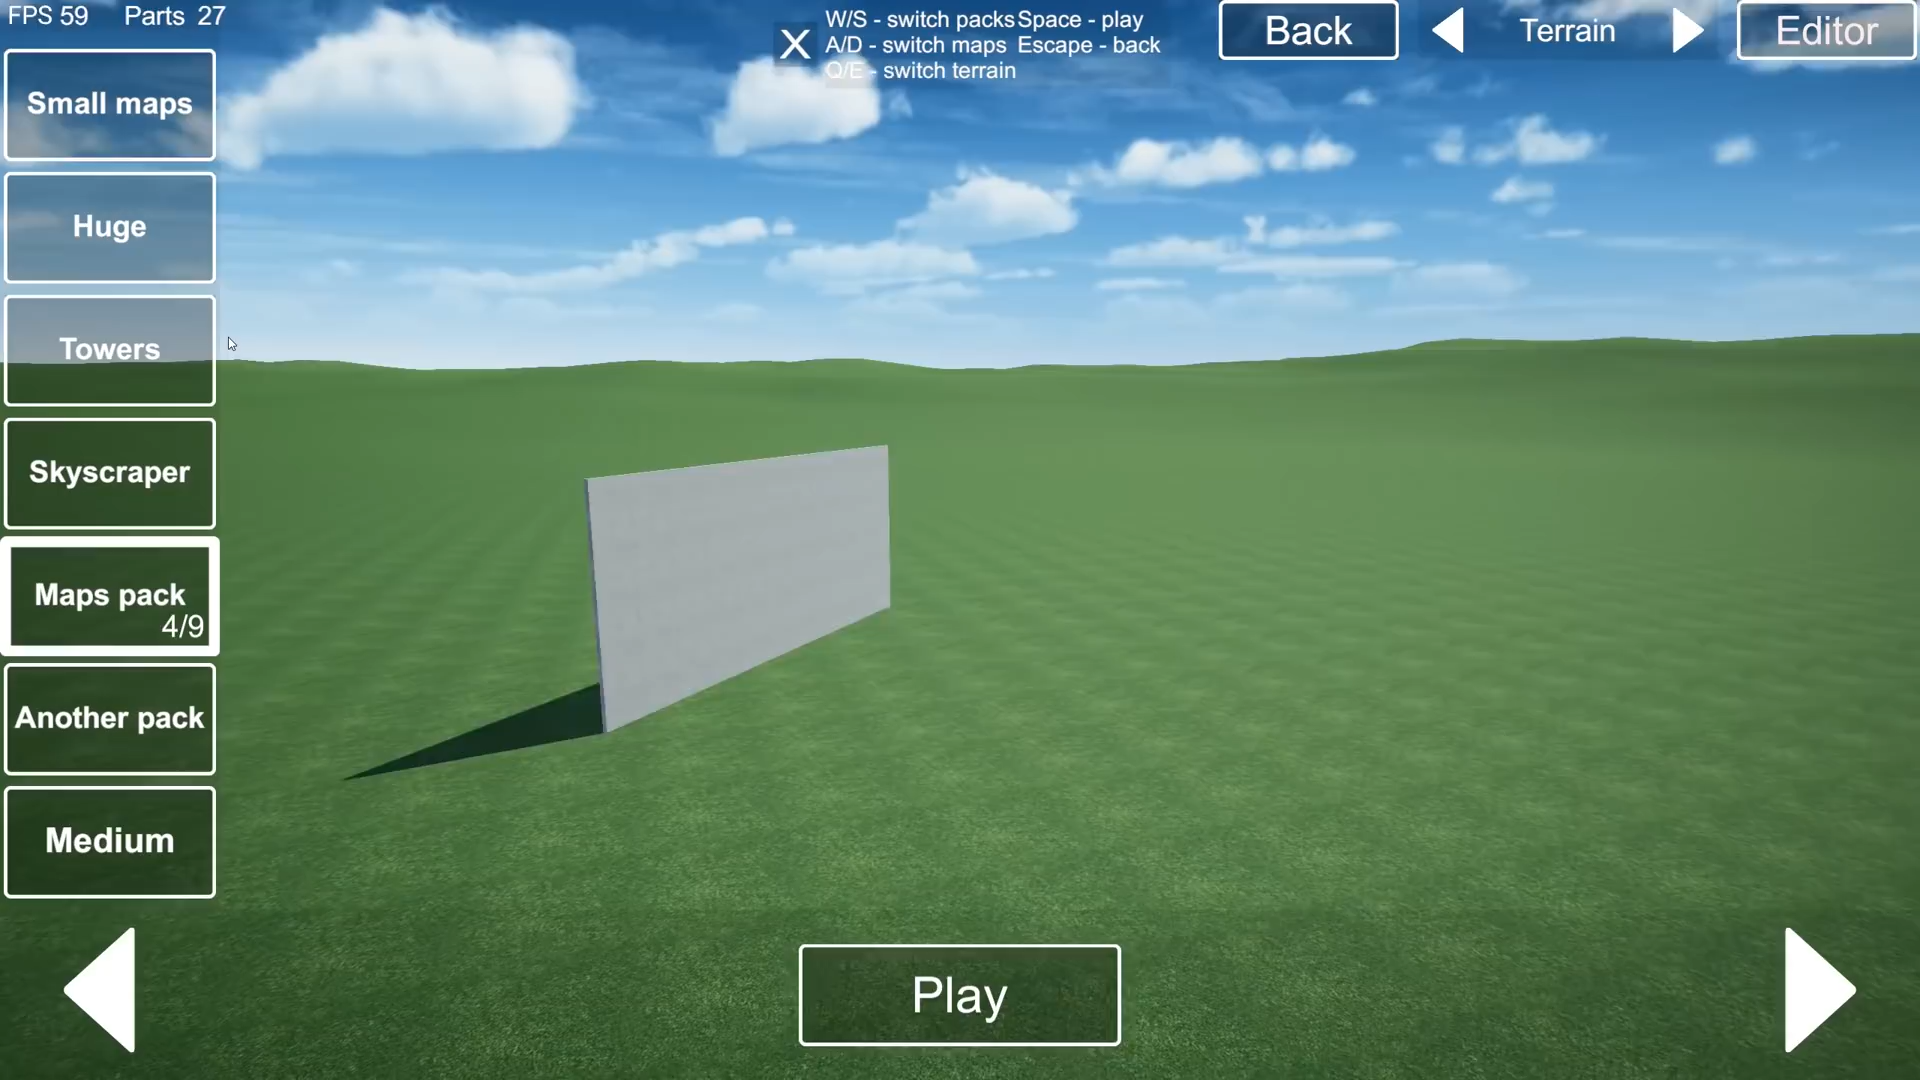 FPS 59 Parts 27
W/S - switch packs Space - play
A/D - switch maps Escape - back
Q/E - switch terrain
X
Back
Terrain
Editor
Small maps
Huge
Towers
Skyscraper
Maps pack
4/9
Another pack
Medium
Play